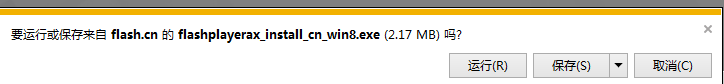 要运行或保存来自 flash.cn 的 flashplayerax_install_cn_win8.exe (2.17 MB) 吗?
运行(R) 保存(S) 取消(C)